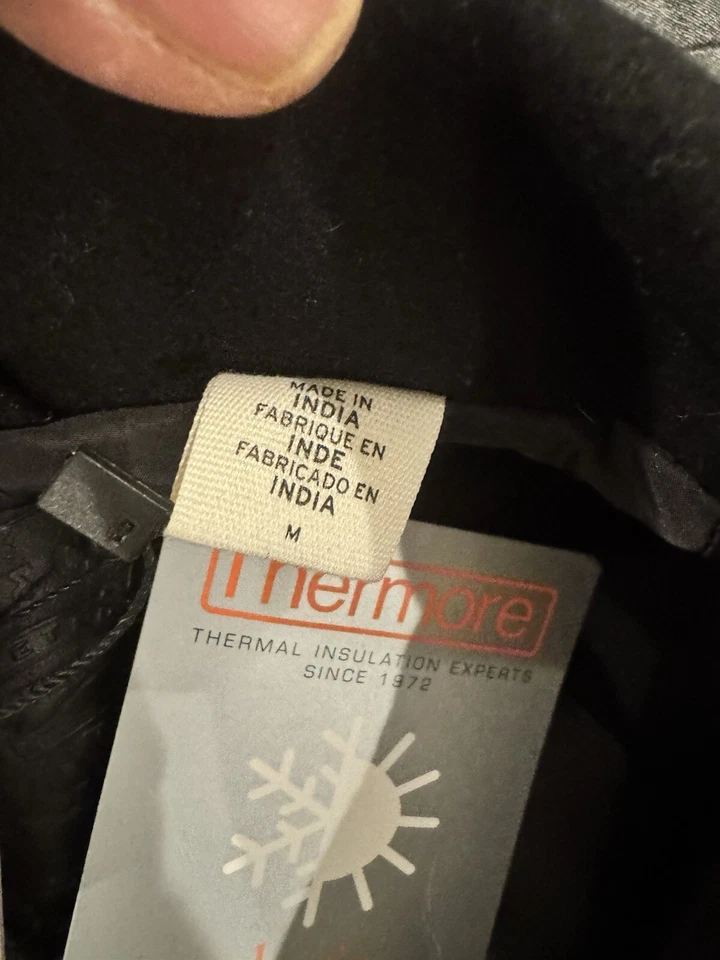 MADE IN
INDIA
FABRIQUE EN
INDE
FABRICADO EN
INDIA
M
Thermore
THERMAL INSULATION EXPERTS
SINCE 1972